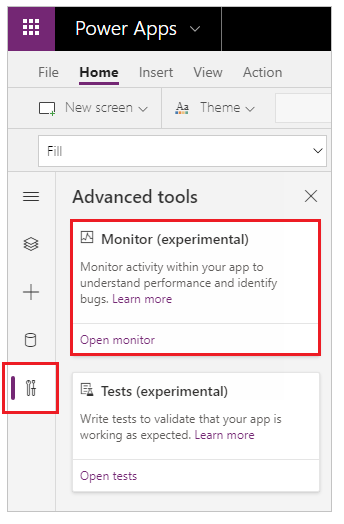 Power Apps
File Home Insert View Action
New screen Theme
Fill
Advanced tools
Monitor (experimental)
Monitor activity within your app to
understand performance and identify
bugs. Learn more
Open monitor
Tests (experimental)
Write tests to validate that your app is
working as expected. Learn more
Open tests